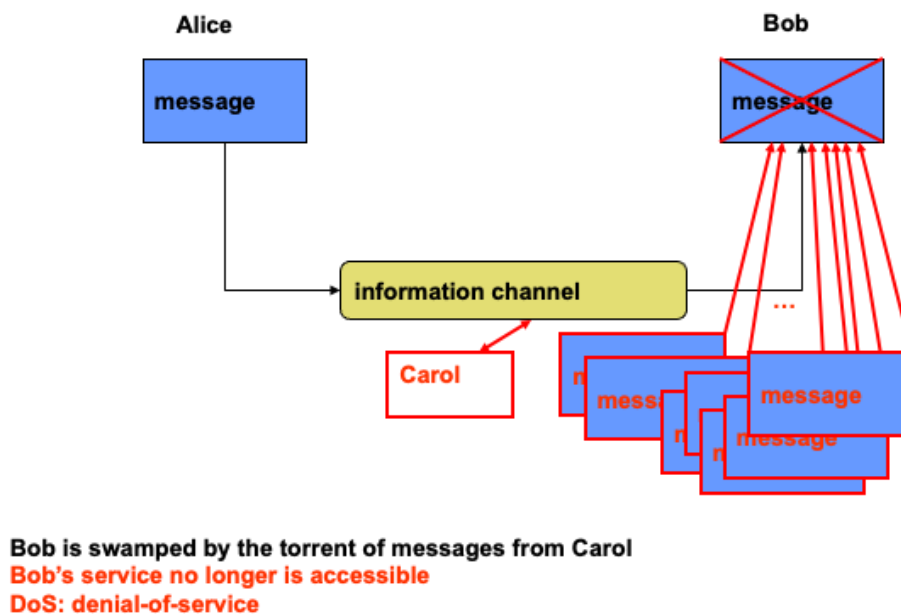 Alice
Bob
message
message
information channel
...
Carol
m
messa
message
m
m
message
Bob is swamped by the torrent of messages from Carol
Bob's service no longer is accessible
DoS: denial-of-service